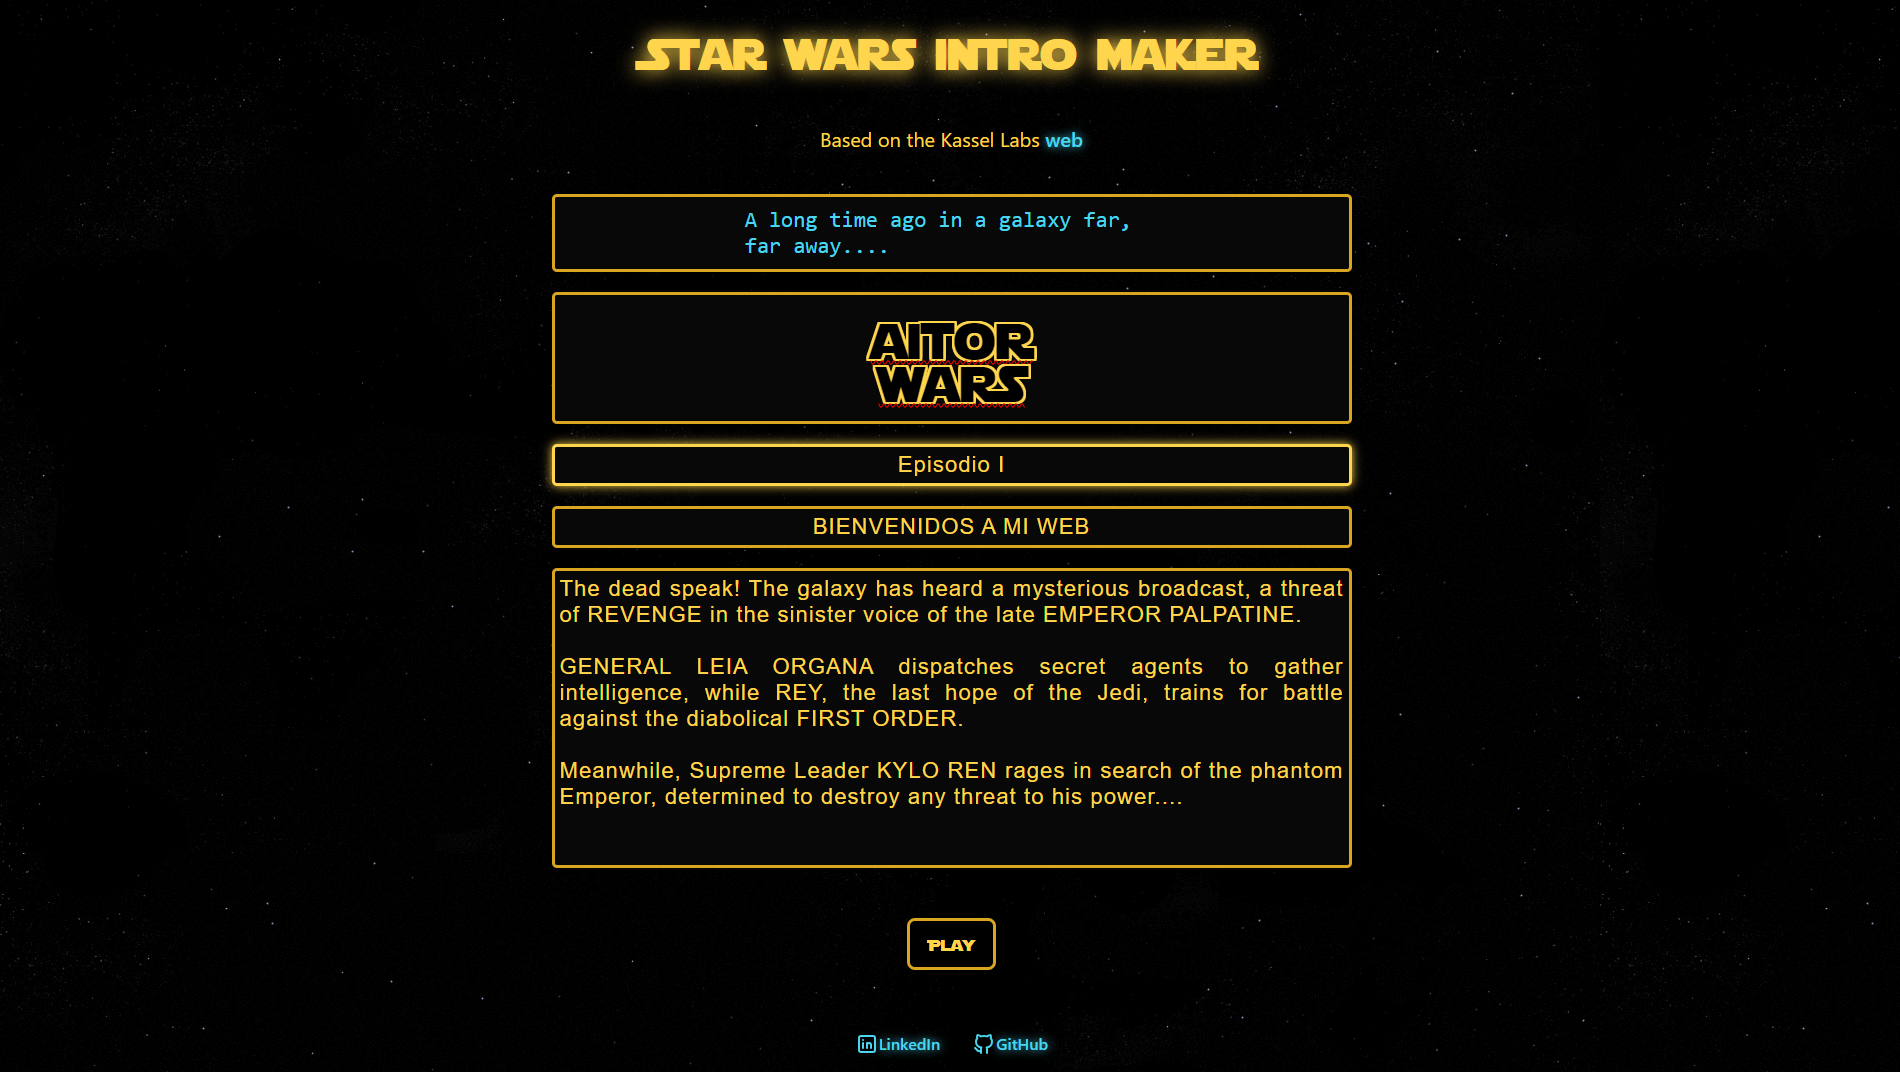 STAR WARS INTRO MAKER
Based on the Kassel Labs web
A long time ago in a galaxy far,
far away....
AITOR
WARS
Episodio I
BIENVENIDOS A MI WEB
The dead speak! The galaxy has heard a mysterious broadcast, a threat
of REVENGE in the sinister voice of the late EMPEROR PALPATINE.
GENERAL LEIA ORGANA dispatches secret agents to gather
intelligence, while REY, the last hope of the Jedi, trains for battle
against the diabolical FIRST ORDER.
Meanwhile, Supreme Leader KYLO REN rages in search of the phantom
Emperor, determined to destroy any threat to his power....
PLAY
LinkedIn GitHub